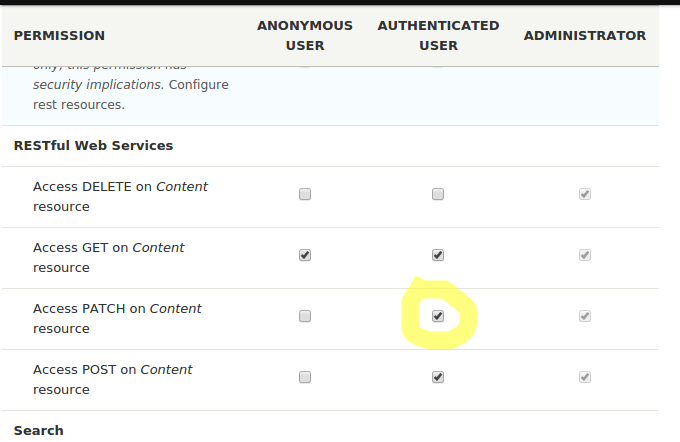 PERMISSION
ANONYMOUS
USER
AUTHENTICATED
USER
ADMINISTRATOR
only; this permission has
security implications. Configure
rest resources.
RESTful Web Services
Access DELETE on Content
resource
Access GET on Content
resource
Access PATCH on Content
resource
Access POST on Content
resource
Search